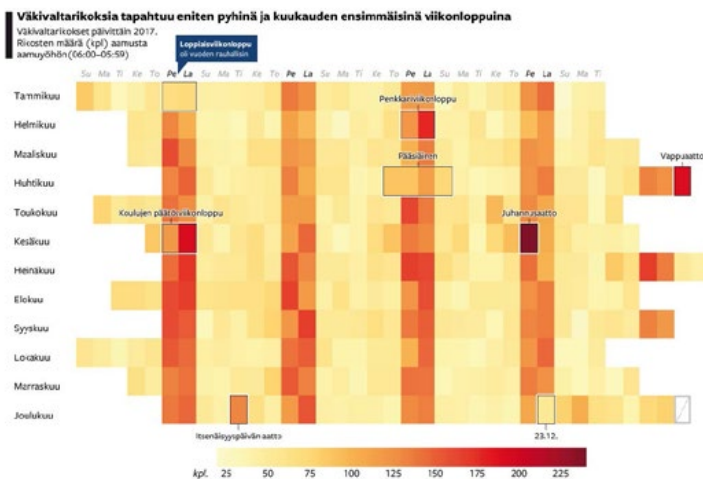 Väkivaltarikoksia tapahtuu eniten pyhinä ja kuukauden ensimmäisinä viikonloppuina
Väkivaltarikokset päivittäin 2017.
Rikosten määrä (kpl) aamusta
aamuyöhön (06:00–05:59)
Loppiaisviikonloppu
oli vuoden rauhallisin
Su Ma Ti Ke To Pe La Su Ma Ti Ke To Pe La Su Ma Ti Ke To Pe La Su Ma Ti Ke To Pe La Su Ma Ti
Tammikuu
Penkkariviikonloppu
Helmikuu
Maaliskuu
Pääsiäinen
Vappuaatto
Huhtikuu
Toukokuu
Koulujen päätösviikonloppu
Juhannusaatto
Kesäkuu
Heinäkuu
Elokuu
Syyskuu
Lokakuu
Marraskuu
Joulukuu
Itsenäisyyspäivän aatto
23.12.
kpl. 25 50 75 100 125 150 175 200 225